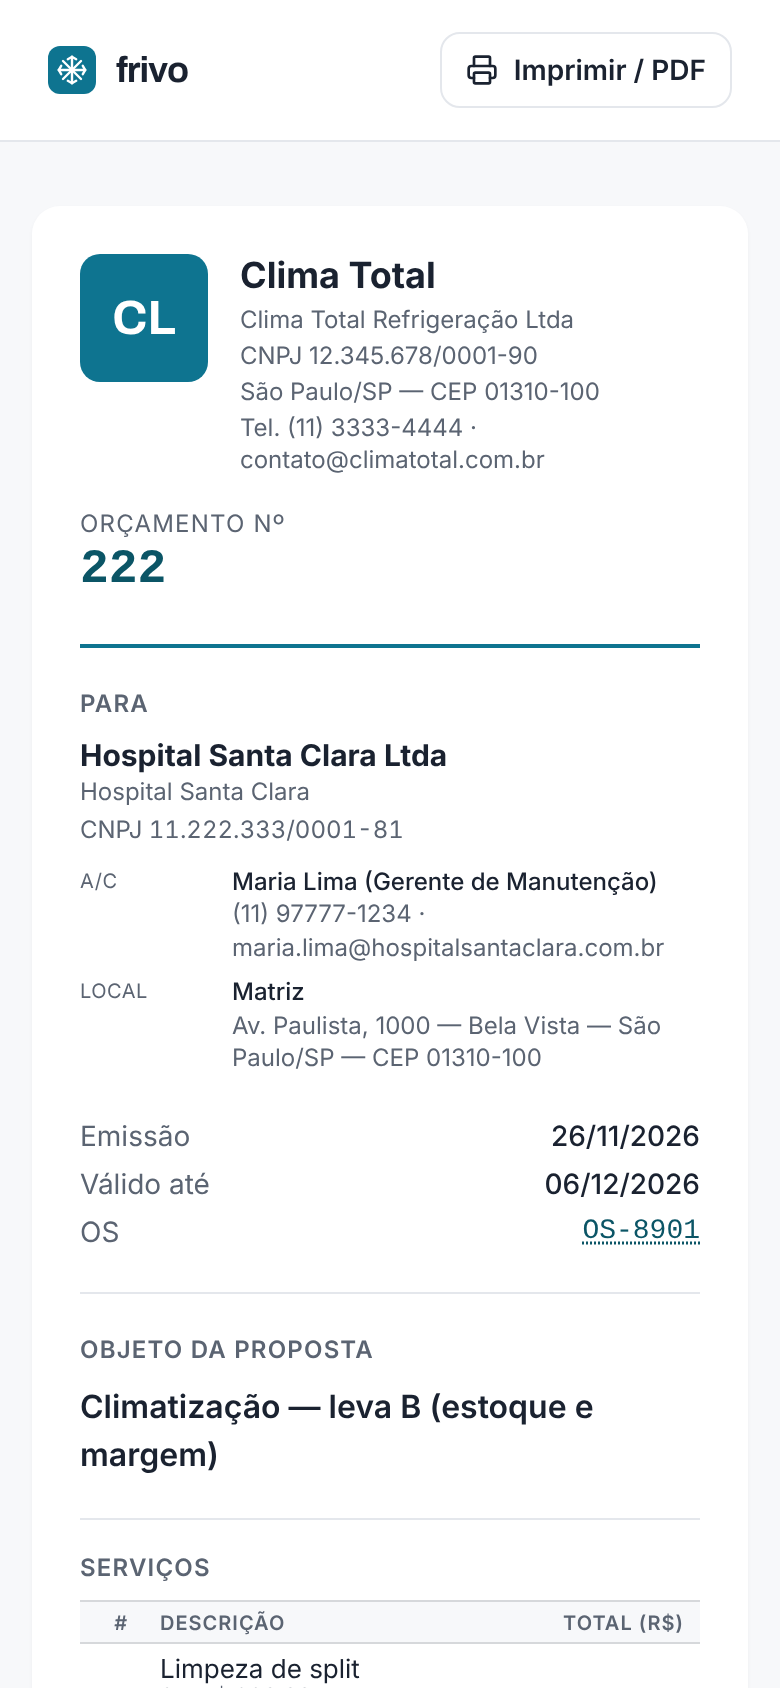 frivo
Imprimir / PDF
CL
Clima Total
Clima Total Refrigeração Ltda
CNPJ 12.345.678/0001-90
São Paulo/SP — CEP 01310-100
Tel. (11) 3333-4444 ·
contato@climatotal.com.br
ORÇAMENTO Nº
222
PARA
Hospital Santa Clara Ltda
Hospital Santa Clara
CNPJ 11.222.333/0001-81
A/C
Maria Lima (Gerente de Manutenção)
(11) 97777-1234 ·
maria.lima@hospitalsantaclara.com.br
LOCAL
Matriz
Av. Paulista, 1000 — Bela Vista — São
Paulo/SP — CEP 01310-100
Emissão 26/11/2026
Válido até 06/12/2026
OS OS-8901
OBJETO DA PROPOSTA
Climatização — leva B (estoque e
margem)
SERVIÇOS
# DESCRIÇÃO TOTAL (R$)
Limpeza de split